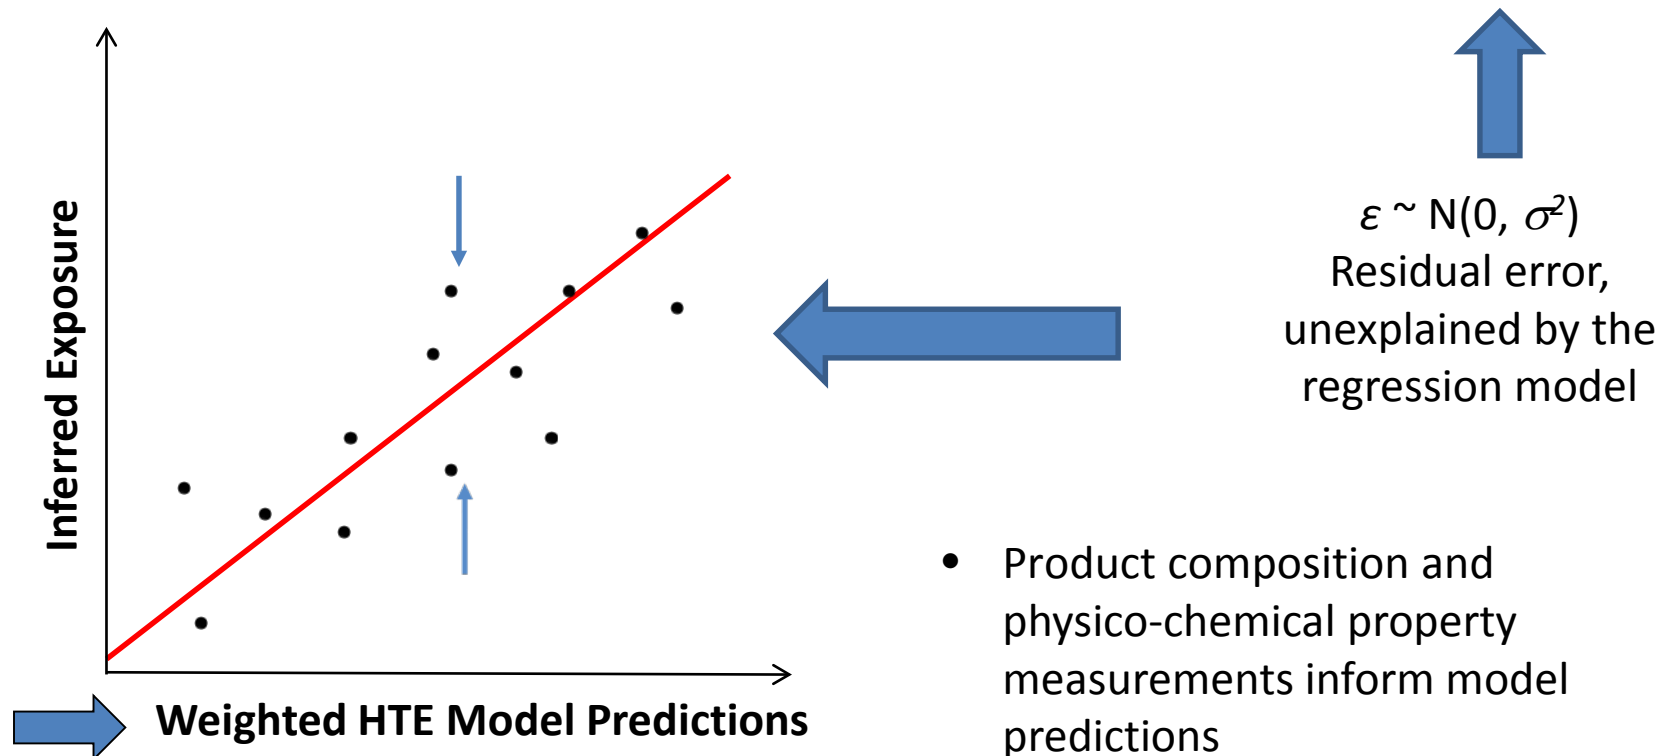 Inferred Exposure
Weighted HTE Model Predictions
ε ~ N(0, σ²)
Residual error,
unexplained by the
regression model
• Product composition and
physico-chemical property
measurements inform model
predictions